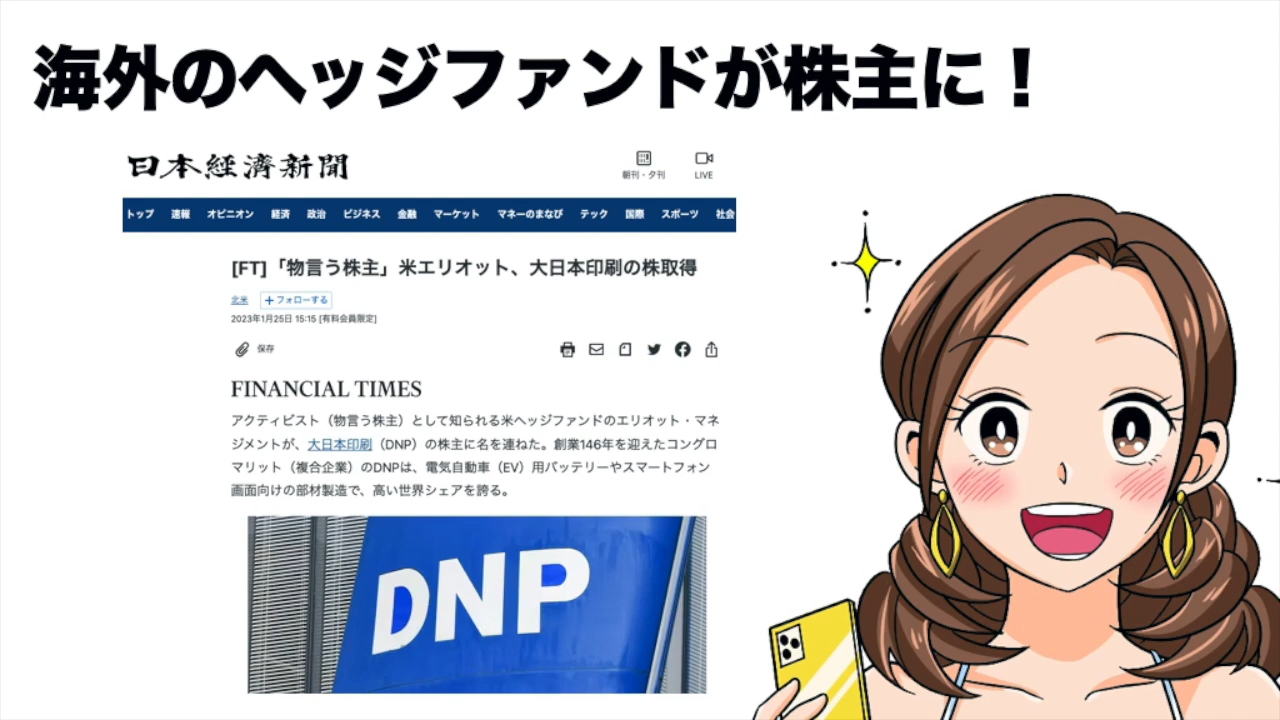 海外のヘッジファンドが株主に！
日本経済新聞
朝刊・夕刊
LIVE
トップ 速報 オピニオン 経済 政治 ビジネス 金融 マーケット マネーのまなび テック 国際 スポーツ 社会
[FT]「物言う株主」米エリオット、大日本印刷の株取得
北米 +フォローする
2023年1月25日 15:15 [有料会員限定]
保存
FINANCIAL TIMES
アクティビスト（物言う株主）として知られる米ヘッジファンドのエリオット・マネ
ジメントが、大日本印刷（DNP）の株主に名を連ねた。創業146年を迎えたコングロ
マリット（複合企業）のDNPは、電気自動車（EV）用バッテリーやスマートフォン
画面向けの部材製造で、高い世界シェアを誇る。
DNP